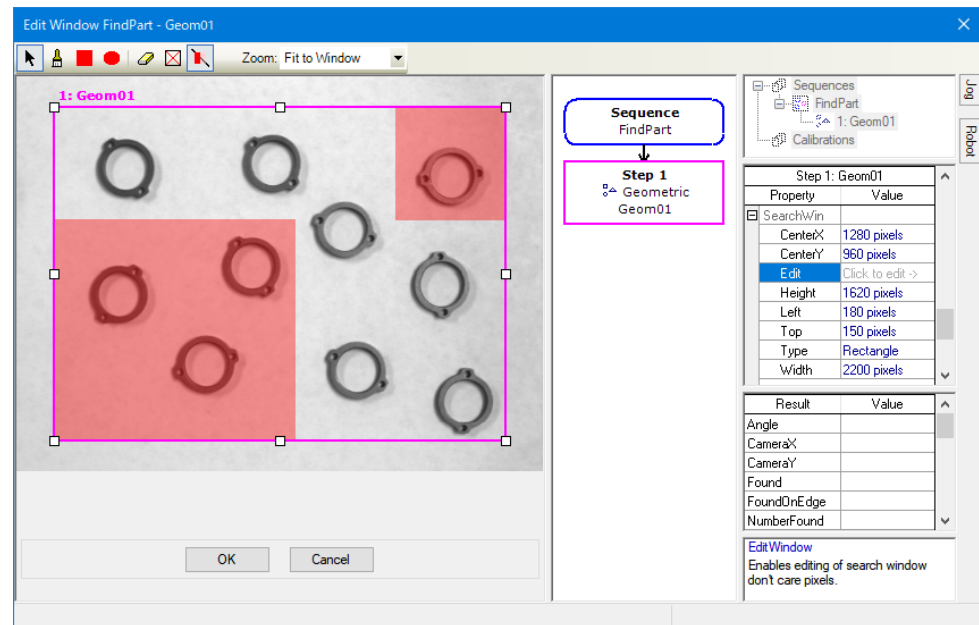 Edit Window FindPart - Geom01
Zoom: Fit to Window
1: Geom01
OK
Cancel
Sequence
FindPart
Step 1
Geometric
Geom01
Sequences
FindPart
1: Geom01
Calibrations
Jog
Robot
Step 1: Geom01
Property Value
SearchWin
CenterX 1280 pixels
CenterY 960 pixels
Edit Click to edit ->
Height 1620 pixels
Left 180 pixels
Top 150 pixels
Type Rectangle
Width 2200 pixels
Result Value
Angle
CameraX
CameraY
Found
FoundOnEdge
NumberFound
EditWindow
Enables editing of search window
don't care pixels.